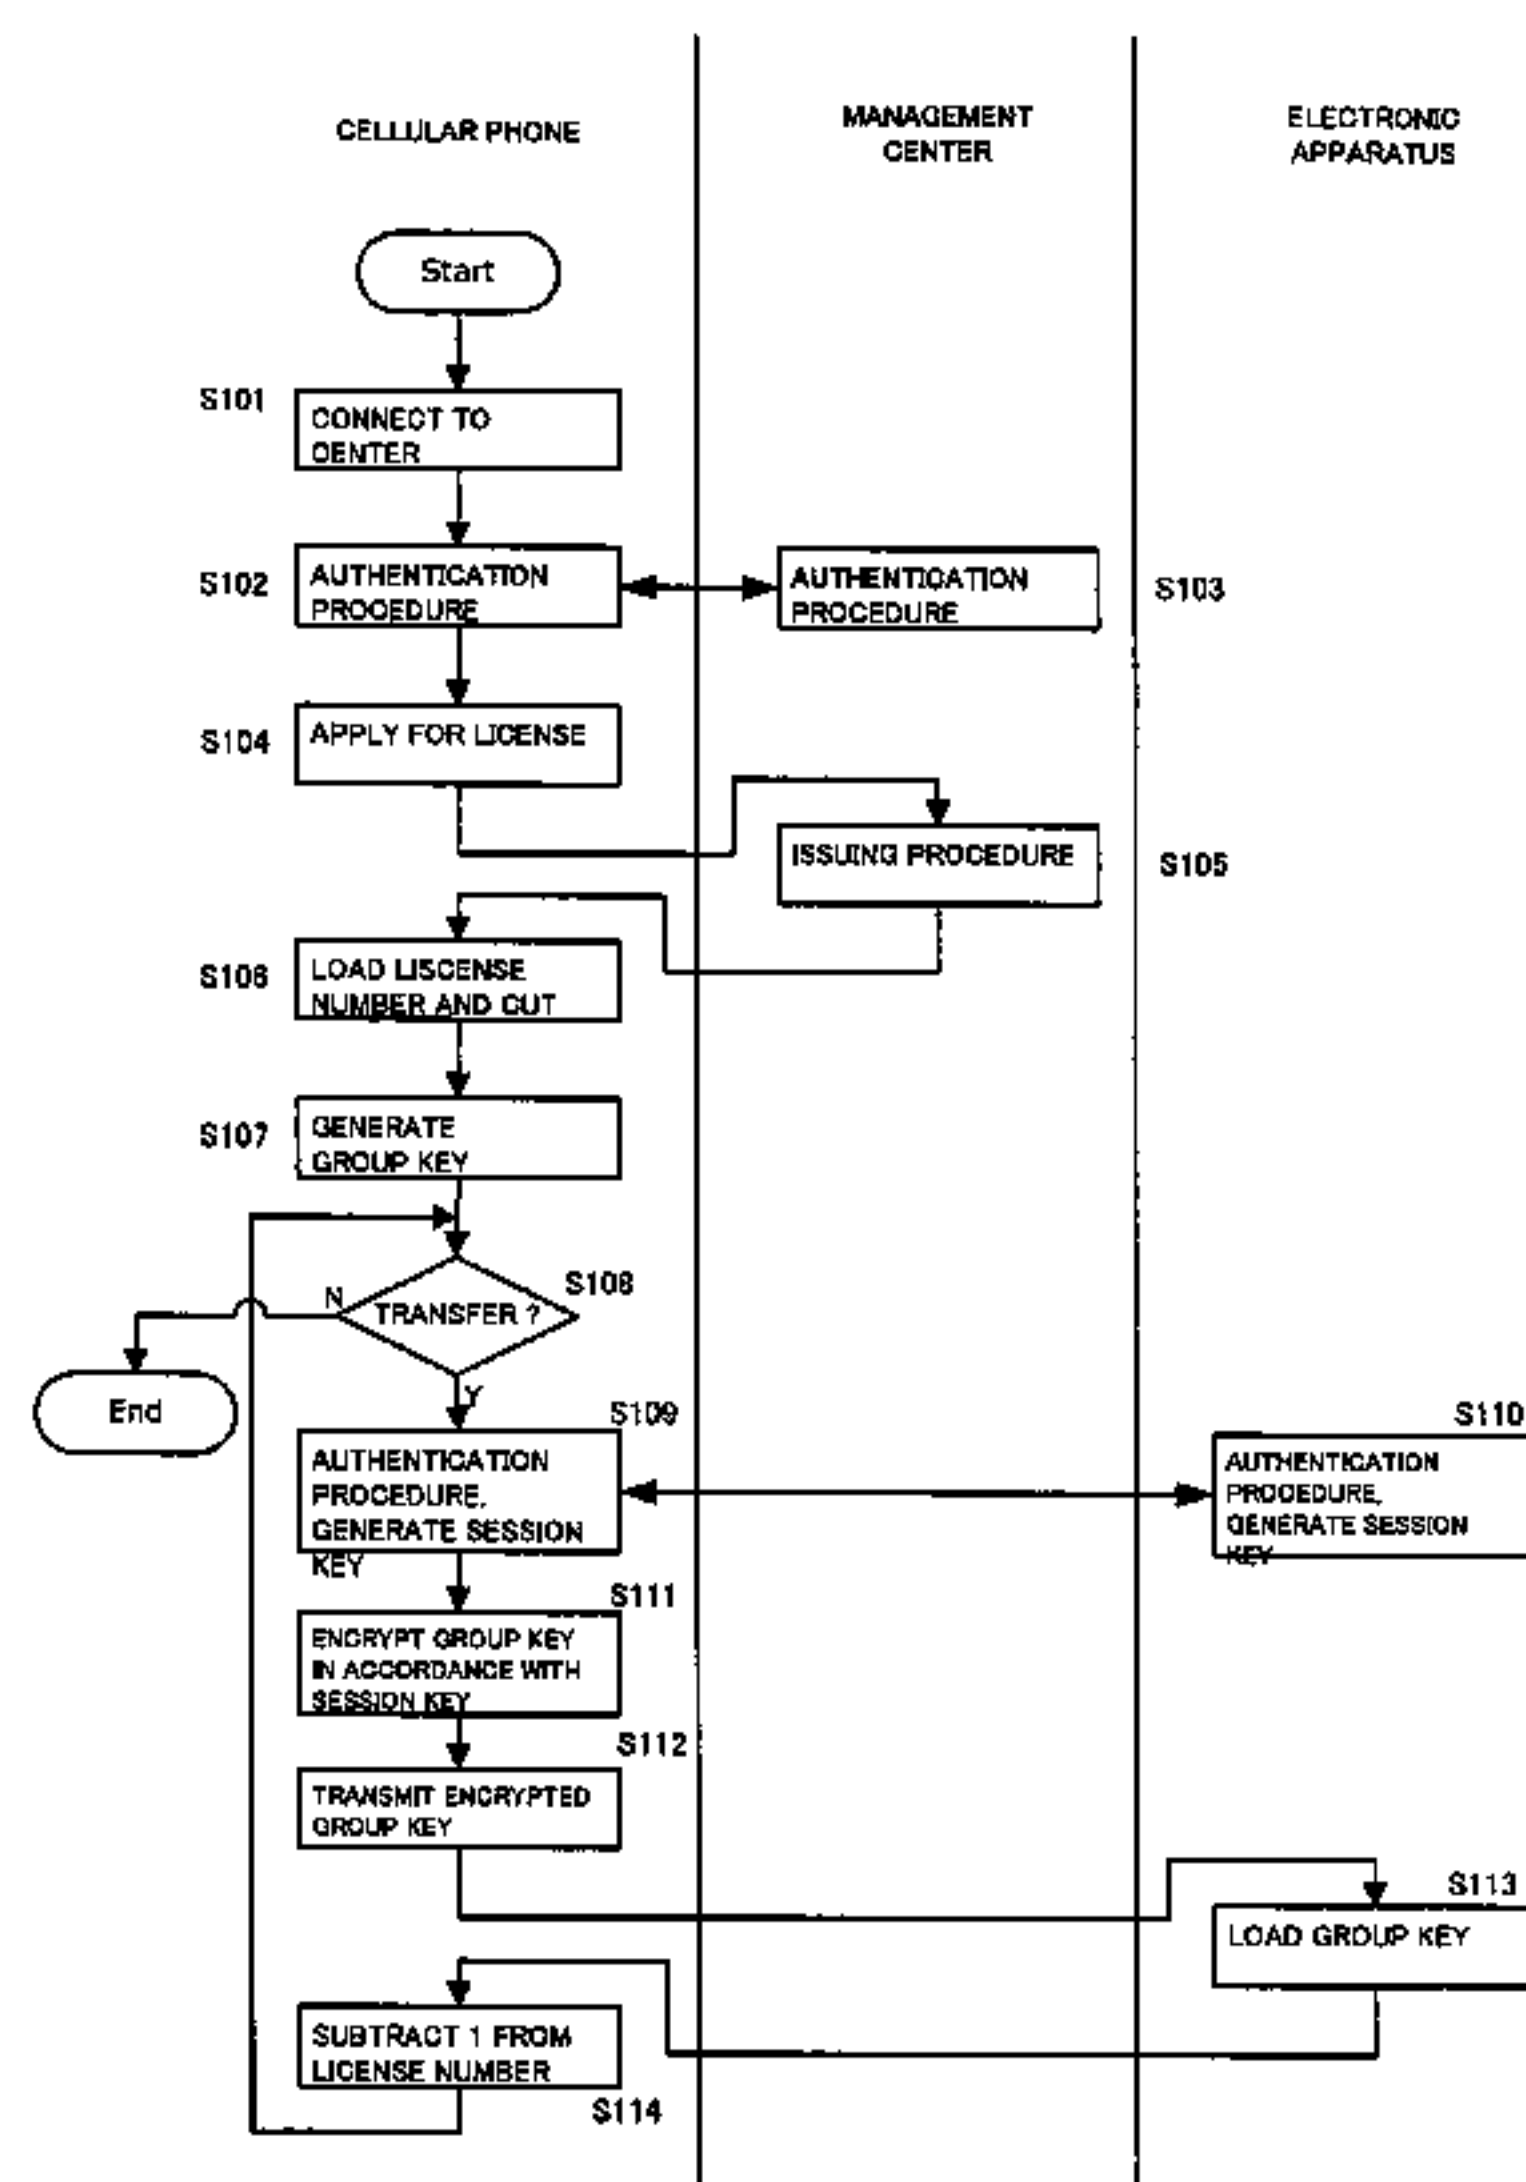 CELLULAR PHONE
MANAGEMENT
CENTER
ELECTRONIC
APPARATUS
Start
S101
CONNECT TO
CENTER
S102
AUTHENTICATION
PROCEDURE
AUTHENTICATION
PROCEDURE
S103
S104
APPLY FOR LICENSE
ISSUING PROCEDURE
S105
S106
LOAD LISCENSE
NUMBER AND CUT
S107
GENERATE
GROUP KEY
S108
N
TRANSFER ?
Y
End
S109
AUTHENTICATION
PROCEDURE,
GENERATE SESSION
KEY
S110
AUTHENTICATION
PROCEDURE,
GENERATE SESSION
KEY
S111
ENCRYPT GROUP KEY
IN ACCORDANCE WITH
SESSION KEY
S112
TRANSMIT ENCRYPTED
GROUP KEY
S113
LOAD GROUP KEY
SUBTRACT 1 FROM
LICENSE NUMBER
S114